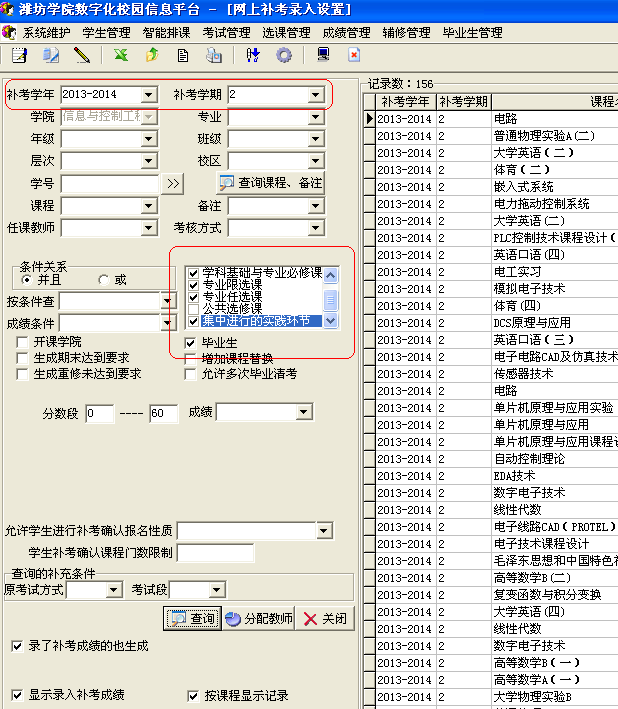 潍坊学院数字化校园信息平台 - [网上补考录入设置]
系统维护 学生管理 智能排课 考试管理 选课管理 成绩管理 辅修管理 毕业生管理
补考学年 2013-2014 补考学期 2
学院 信息与控制工程 专业
年级 班级
层次 校区
学号 >> 查询课程、备注
课程 备注
任课教师 考核方式
条件关系
并且 或
按条件查
成绩条件
学科基础与专业必修课
专业限选课
专业任选课
公共选修课
集中进行的实践环节
开课学院 毕业生
生成期末达到要求 增加课程替换
生成重修未达到要求 允许多次毕业清考
分数段 0 ---- 60 成绩
允许学生进行补考确认报名性质
学生补考确认课程门数限制
查询的补充条件
原考试方式 考试段
查询 分配教师 关闭
录了补考成绩的也生成
显示录入补考成绩 按课程显示记录
记录数：156
补考学年 补考学期 课程名
2013-2014 2 电路
2013-2014 2 普通物理实验A(二)
2013-2014 2 大学英语（二）
2013-2014 2 体育（二）
2013-2014 2 嵌入式系统
2013-2014 2 电力拖动控制系统
2013-2014 2 大学英语(二)
2013-2014 2 PLC控制技术课程设计（
2013-2014 2 英语口语(四)
2013-2014 2 电工实习
2013-2014 2 模拟电子技术
2013-2014 2 体育(四)
2013-2014 2 DCS原理与应用
2013-2014 2 英语口语（三）
2013-2014 2 电子电路CAD及仿真技术
2013-2014 2 传感器技术
2013-2014 2 电路
2013-2014 2 单片机原理与应用实验
2013-2014 2 单片机原理与应用
2013-2014 2 单片机原理与应用课程设
2013-2014 2 自动控制理论
2013-2014 2 EDA技术
2013-2014 2 数字电子技术
2013-2014 2 线性代数
2013-2014 2 电子线路CAD（PROTEL）
2013-2014 2 电子技术课程设计
2013-2014 2 毛泽东思想和中国特色社
2013-2014 2 高等数学B(二)
2013-2014 2 复变函数与积分变换
2013-2014 2 大学英语(四)
2013-2014 2 线性代数
2013-2014 2 数字电子技术
2013-2014 2 高等数学B（一）
2013-2014 2 高等数学A（一）
2013-2014 2 大学物理实验B